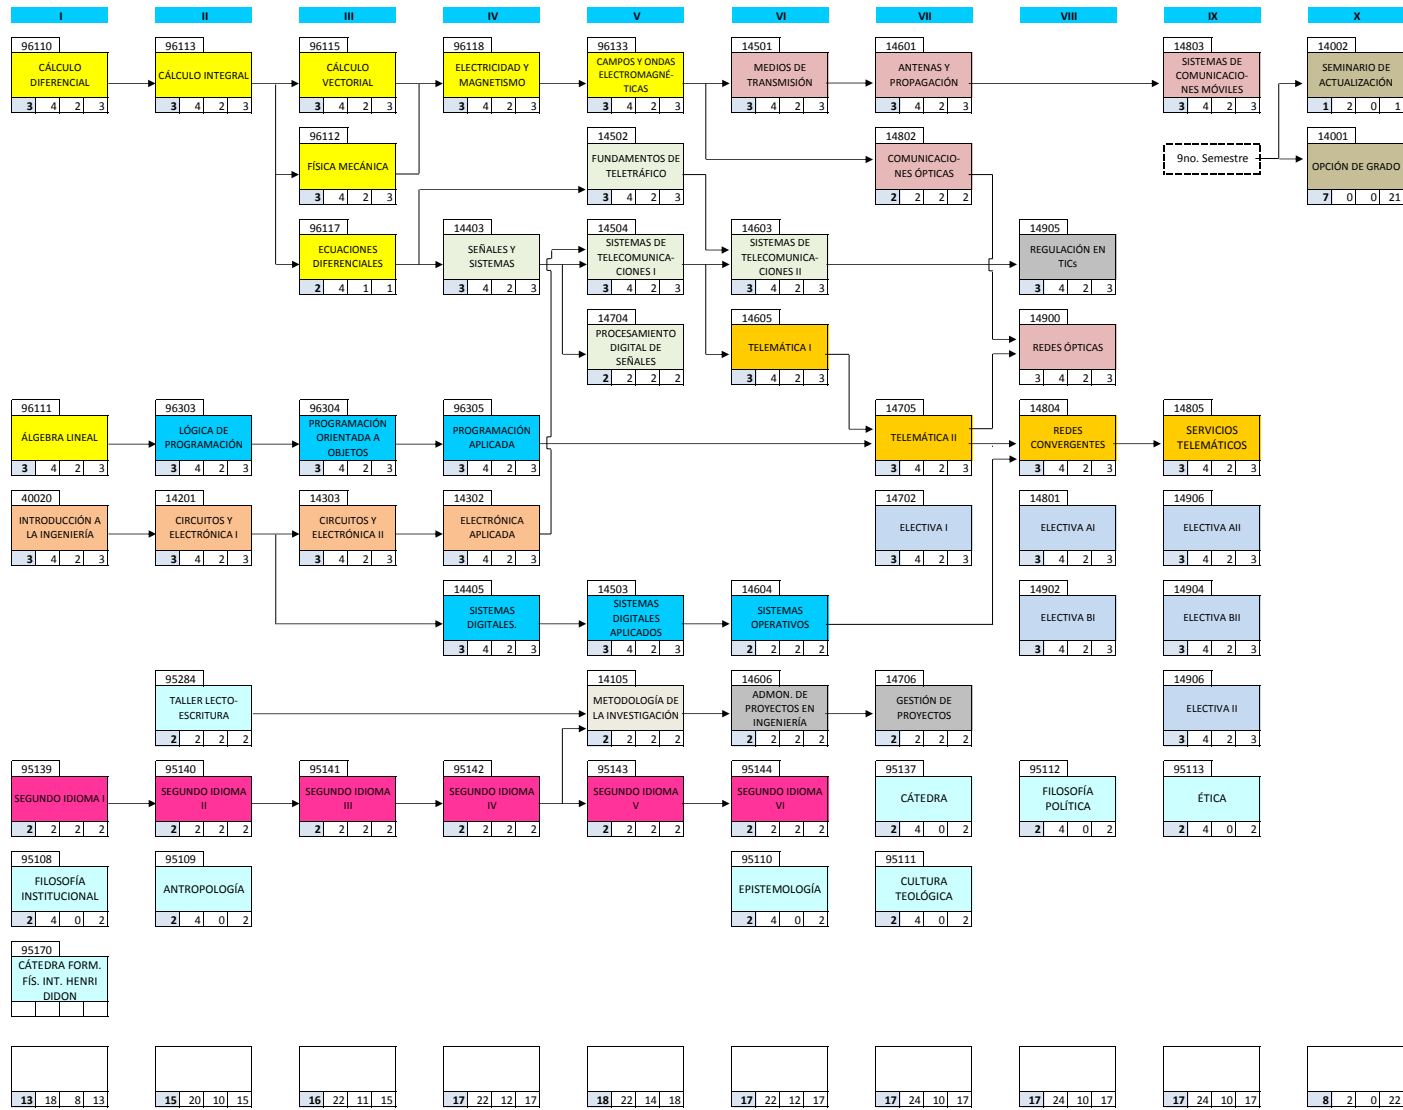 I II III IV V VI VII VIII IX X
96110 96113 96115 96118 96133 14501 14601 14803 14002
CÁLCULO
DIFERENCIAL
3 4 2 3
CÁLCULO INTEGRAL
3 4 2 3
CÁLCULO
VECTORIAL
3 4 2 3
ELECTRICIDAD Y
MAGNETISMO
3 4 2 3
CAMPOS Y ONDAS
ELECTROMAGNÉ-
TICAS
3 4 2 3
MEDIOS DE
TRANSMISIÓN
3 4 2 3
ANTENAS Y
PROPAGACIÓN
3 4 2 3
SISTEMAS DE
COMUNICACIO-
NES MÓVILES
3 4 2 3
SEMINARIO DE
ACTUALIZACIÓN
1 2 0 1
96112
FÍSICA MECÁNICA
3 4 2 3
14502
FUNDAMENTOS DE
TELETRÁFICO
3 4 2 3
14802
COMUNICACIO-
NES ÓPTICAS
2 2 2 2
9no. Semestre
14001
OPCIÓN DE GRADO
7 0 0 21
96117
ECUACIONES
DIFERENCIALES
2 4 1 1
14403
SEÑALES Y
SISTEMAS
3 4 2 3
14504
SISTEMAS DE
TELECOMUNICA-
CIONES I
3 4 2 3
14603
SISTEMAS DE
TELECOMUNICA-
CIONES II
3 4 2 3
14905
REGULACIÓN EN
TICs
3 4 2 3
14704
PROCESAMIENTO
DIGITAL DE
SEÑALES
2 2 2 2
14605
TELEMÁTICA I
3 4 2 3
14900
REDES ÓPTICAS
3 4 2 3
96111
ÁLGEBRA LINEAL
3 4 2 3
96303
LÓGICA DE
PROGRAMACIÓN
3 4 2 3
96304
PROGRAMACIÓN
ORIENTADA A
OBJETOS
3 4 2 3
96305
PROGRAMACIÓN
APLICADA
3 4 2 3
14705
TELEMÁTICA II
3 4 2 3
14804
REDES
CONVERGENTES
3 4 2 3
14805
SERVICIOS
TELEMÁTICOS
3 4 2 3
40020
INTRODUCCIÓN A
LA INGENIERÍA
3 4 2 3
14201
CIRCUITOS Y
ELECTRÓNICA I
3 4 2 3
14303
CIRCUITOS Y
ELECTRÓNICA II
3 4 2 3
14302
ELECTRÓNICA
APLICADA
3 4 2 3
14702
ELECTIVA I
3 4 2 3
14801
ELECTIVA AI
3 4 2 3
14906
ELECTIVA AII
3 4 2 3
14405
SISTEMAS
DIGITALES.
3 4 2 3
14503
SISTEMAS
DIGITALES
APLICADOS
3 4 2 3
14604
SISTEMAS
OPERATIVOS
2 2 2 2
14902
ELECTIVA BI
3 4 2 3
14904
ELECTIVA BII
3 4 2 3
95284
TALLER LECTO-
ESCRITURA
2 2 2 2
14105
METODOLOGÍA DE
LA INVESTIGACIÓN
2 2 2 2
14606
ADMON. DE
PROYECTOS EN
INGENIERÍA
2 2 2 2
14706
GESTIÓN DE
PROYECTOS
2 2 2 2
14906
ELECTIVA II
3 4 2 3
95139
SEGUNDO IDIOMA I
2 2 2 2
95140
SEGUNDO IDIOMA
II
2 2 2 2
95141
SEGUNDO IDIOMA
III
2 2 2 2
95142
SEGUNDO IDIOMA
IV
2 2 2 2
95143
SEGUNDO IDIOMA
V
2 2 2 2
95144
SEGUNDO IDIOMA
VI
2 2 2 2
95137
CÁTEDRA
2 4 0 2
95112
FILOSOFÍA
POLÍTICA
2 4 0 2
95113
ÉTICA
2 4 0 2
95108
FILOSOFÍA
INSTITUCIONAL
2 4 0 2
95109
ANTROPOLOGÍA
2 4 0 2
95110
EPISTEMOLOGÍA
2 4 0 2
95111
CULTURA
TEOLÓGICA
2 4 0 2
95170
CÁTEDRA FORM.
FÍS. INT. HENRI
DIDON
13 18 8 13
15 20 10 15
16 22 11 15
17 22 12 17
18 22 14 18
17 22 12 17
17 24 10 17
17 24 10 17
17 24 10 17
8 2 0 22